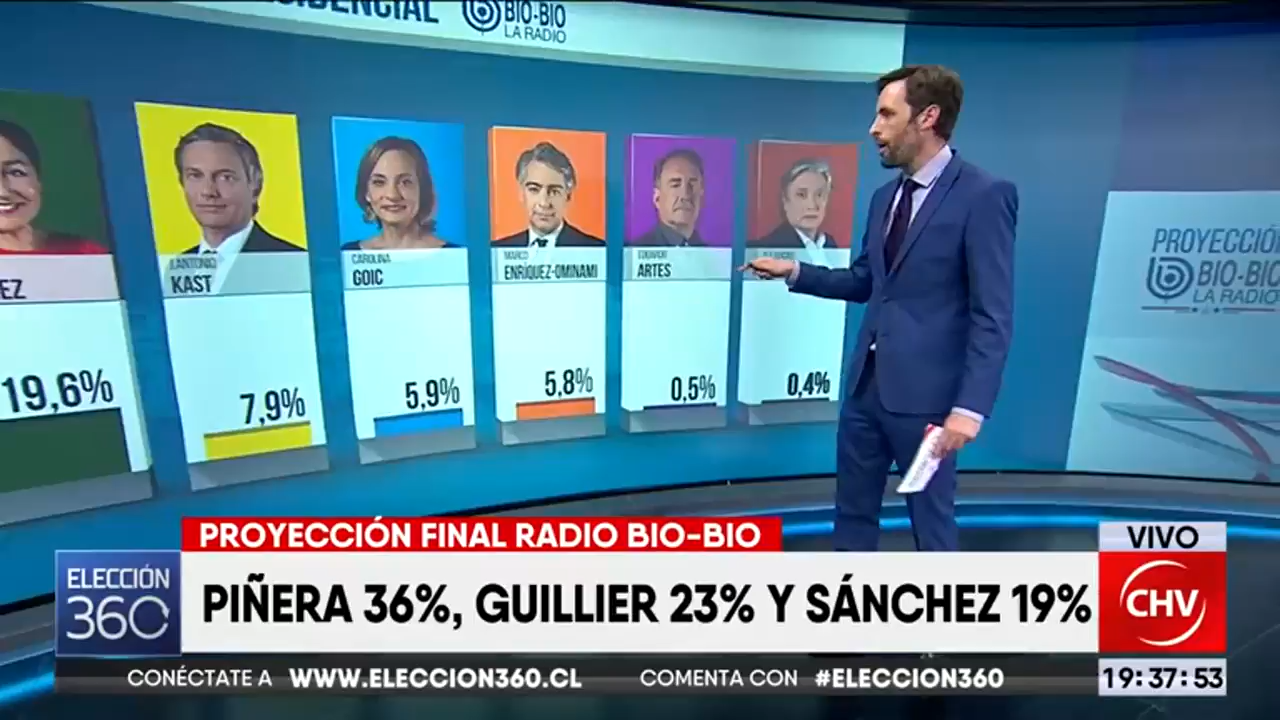 BIO-BIO
LA RADIO
EZ
19,6%
J. ANTONIO
KAST
7,9%
CAROLINA
GOIC
5,9%
MARCO
ENRÍQUEZ-OMINAMI
5,8%
EDUARDO
ARTES
0,5%
0,4%
PROYECCIÓN
BIO-BIO
LA RADIO
PROYECCIÓN FINAL RADIO BIO-BIO
ELECCIÓN
360
PIÑERA 36%, GUILLIER 23% Y SÁNCHEZ 19%
VIVO
CHV
CONÉCTATE A WWW.ELECCION360.CL
COMENTA CON #ELECCION360
19:37:53